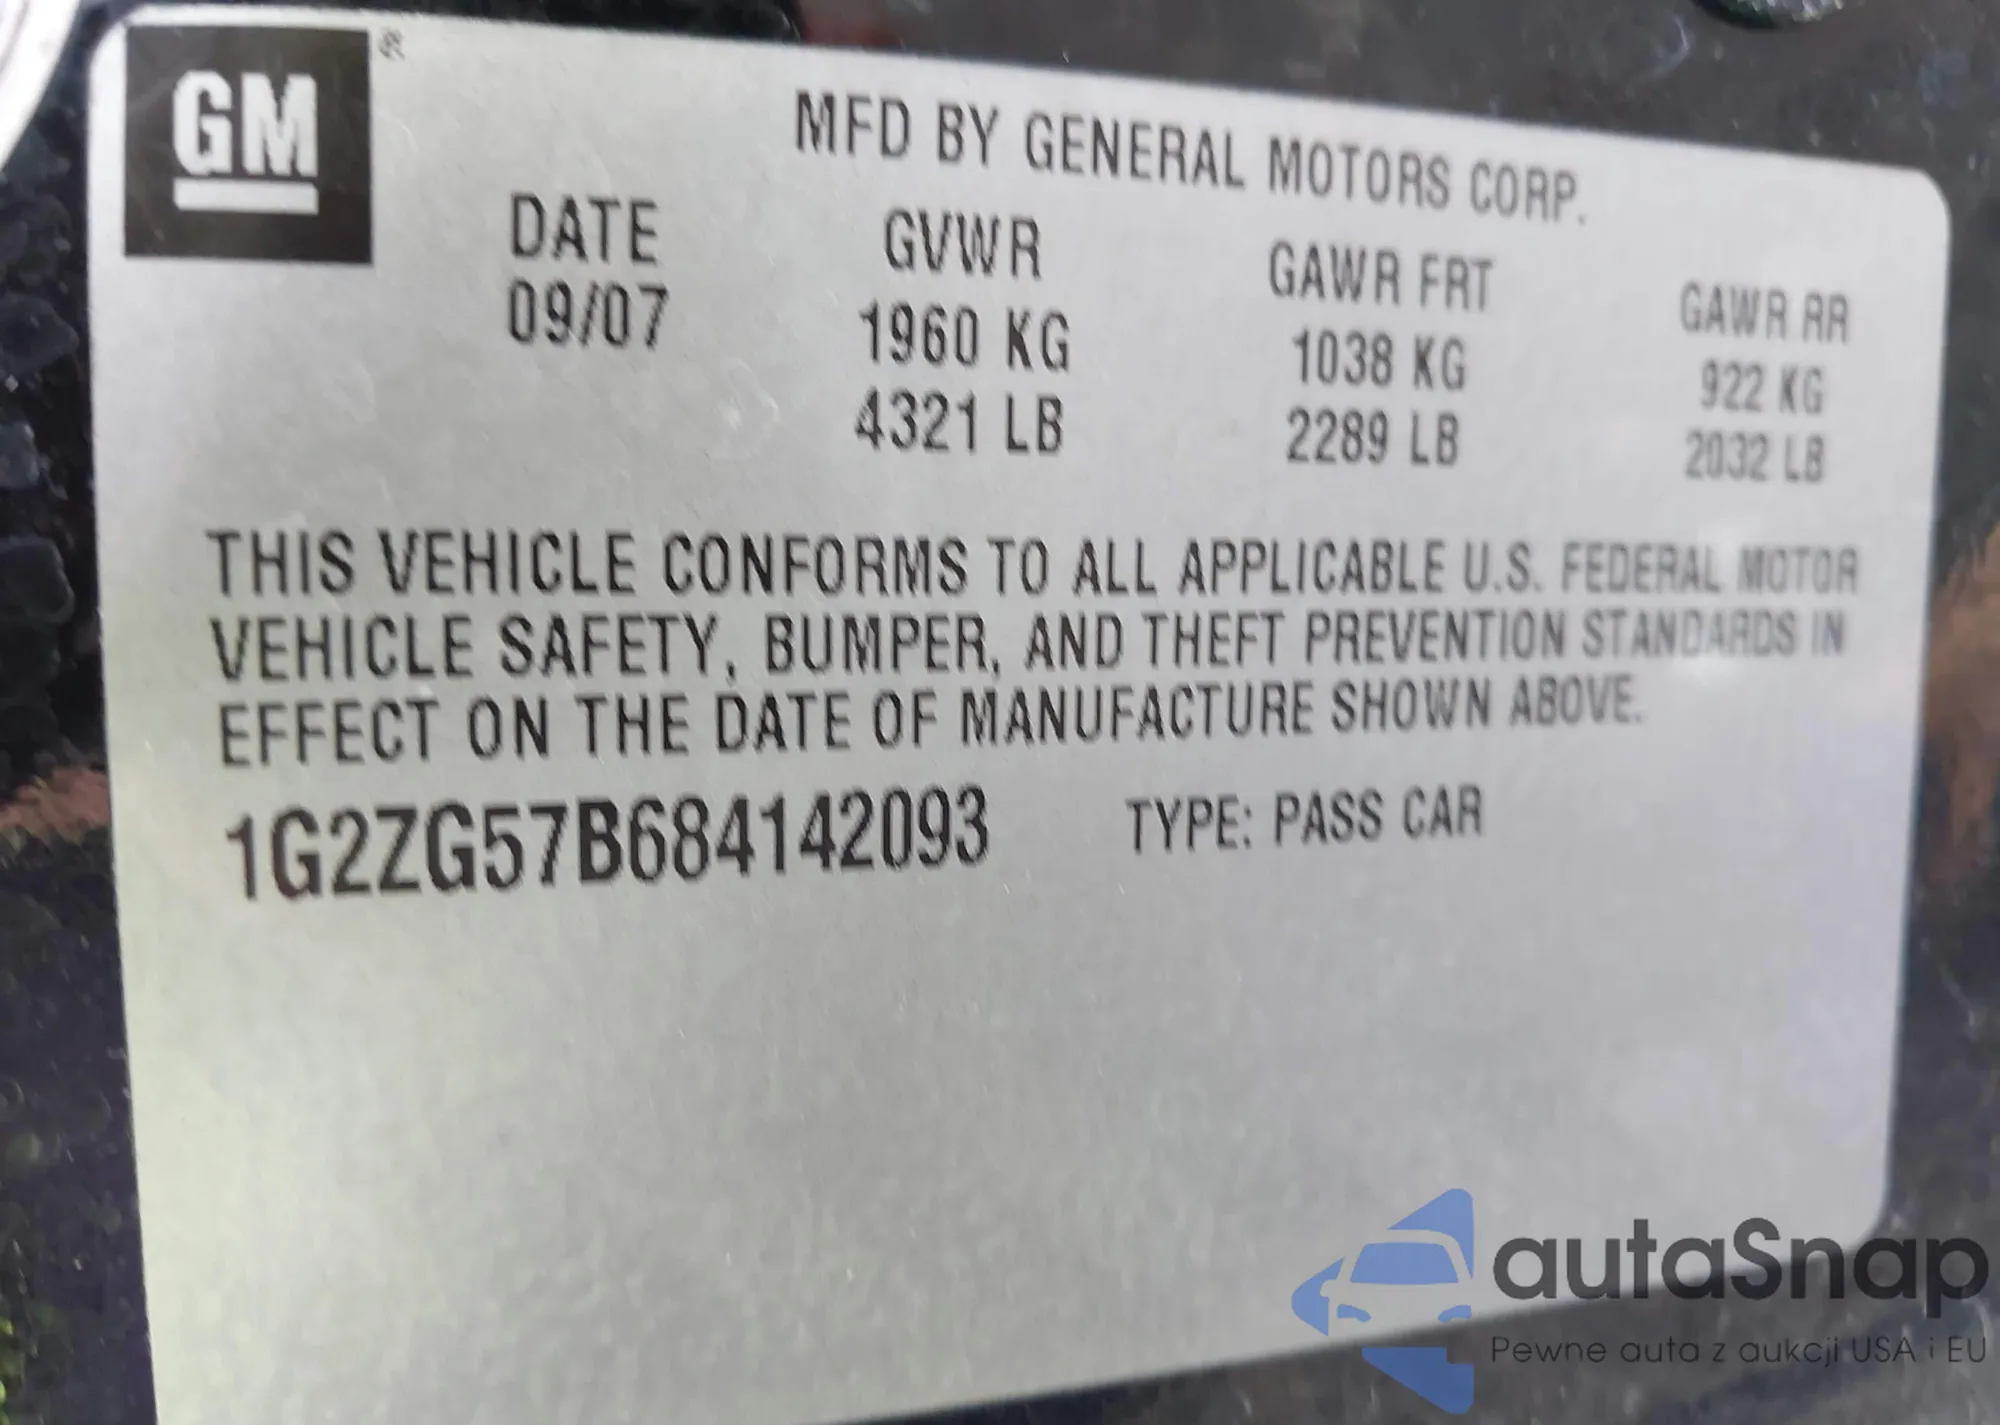 GM
MFD BY GENERAL MOTORS CORP.
DATE GVWR GAWR FRT GAWR RR
09/07 1960 KG 1038 KG 922 KG
4321 LB 2289 LB 2032 LB
THIS VEHICLE CONFORMS TO ALL APPLICABLE U.S. FEDERAL MOTOR
VEHICLE SAFETY, BUMPER, AND THEFT PREVENTION STANDARDS IN
EFFECT ON THE DATE OF MANUFACTURE SHOWN ABOVE.
1G2ZG57B684142093 TYPE: PASS CAR
autaSnap
Pewne auta z aukcji USA i EU